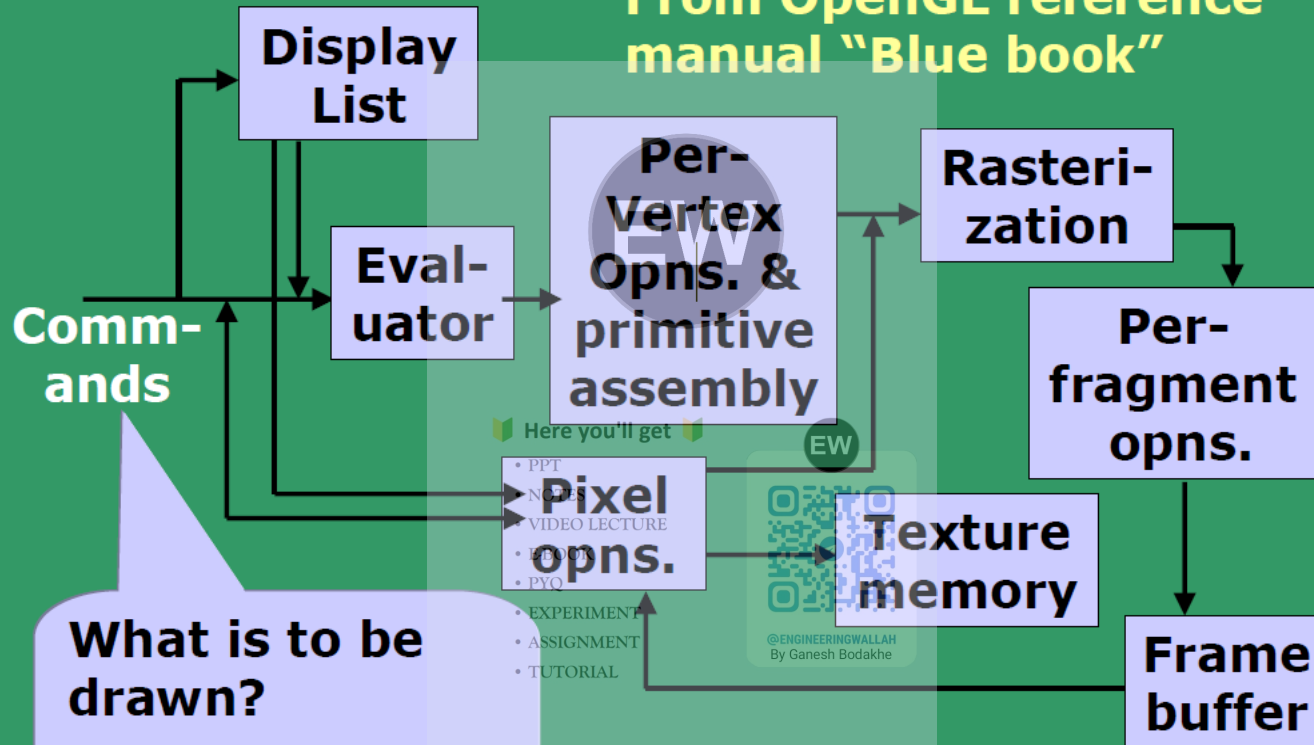 From OpenGL reference
manual “Blue book”
Display
List
Per-
Vertex
Opns. &
primitive
assembly
EW
Rasteri-
zation
Eval-
uator
Comm-
ands
Per-
fragment
opns.
Here you'll get
EW
• PPT
• NOTES
• VIDEO LECTURE
• EBOOK
• PYQ
• EXPERIMENT
• ASSIGNMENT
• TUTORIAL
Pixel
opns.
Texture
memory
@ENGINEERINGWALLAH
By Ganesh Bodakhe
What is to be
drawn?
Frame
buffer